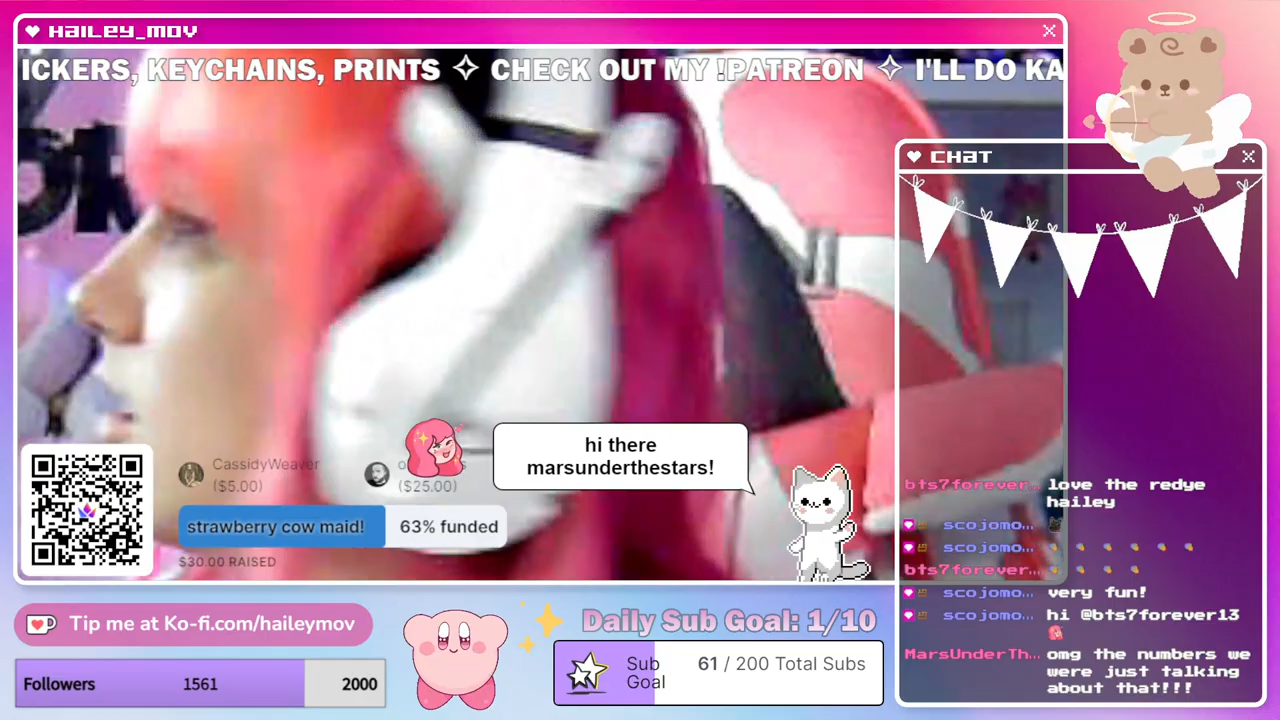 HAILEY_MOV
ICKERS, KEYCHAINS, PRINTS ✧ CHECK OUT MY !PATREON ✧ I'LL DO KA
CHAT
CassidyWeaver
($5.00)
($25.00)
strawberry cow maid!
63% funded
$30.00 RAISED
hi there
marsunderthestars!
bts7forever... love the redye
hailey
scojomo...
scojomo...
bts7forever...
scojomo... very fun!
scojomo... hi @bts7forever13
MarsUnderTh... omg the numbers we
were just talking
about that!!!
Tip me at Ko-fi.com/haileymov
Followers 1561 2000
Daily Sub Goal: 1/10
Sub
Goal
61 / 200 Total Subs